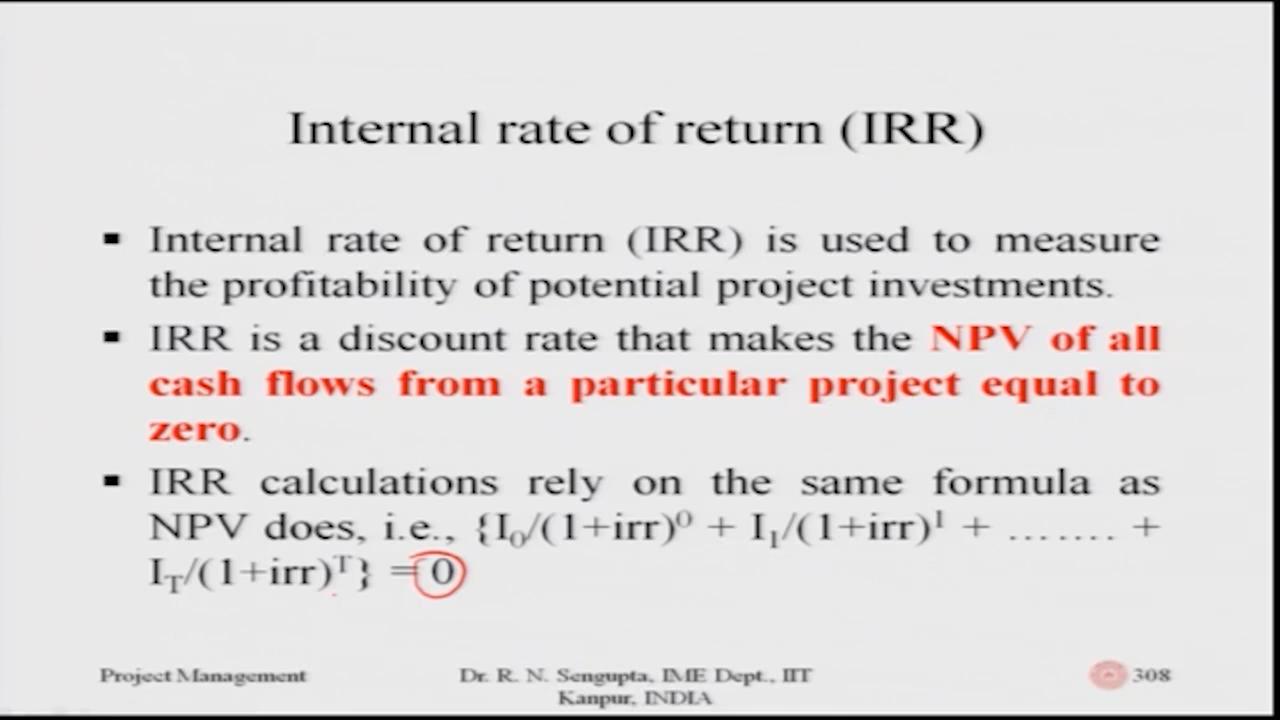 Internal rate of return (IRR)
▪ Internal rate of return (IRR) is used to measure
the profitability of potential project investments.
▪ IRR is a discount rate that makes the NPV of all
cash flows from a particular project equal to
zero.
▪ IRR calculations rely on the same formula as
NPV does, i.e., {I₀/(1+irr)⁰ + I₁/(1+irr)¹ + ……. +
I_T/(1+irr)^T} = 0
Project Management
Dr. R. N. Sengupta, IME Dept., IIT
Kanpur, INDIA
308